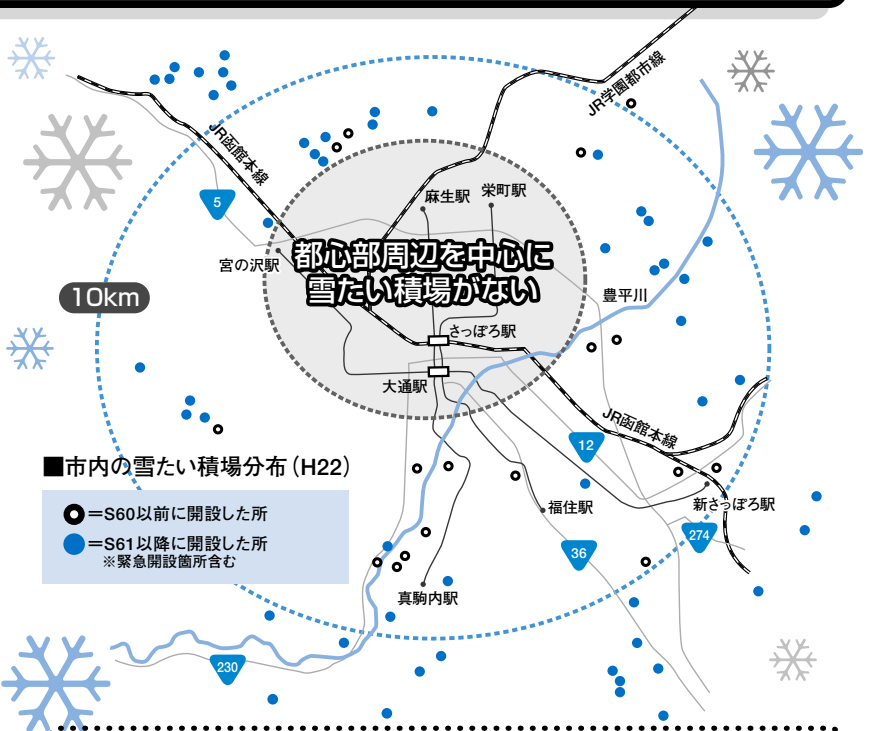 JR学園都市線
JR函館本線
5
麻生駅
栄町駅
宮の沢駅
都心部周辺を中心に
雪たい積場がない
10km
豊平川
さっぽろ駅
大通駅
JR函館本線
12
■市内の雪たい積場分布(H22)
=S60以前に開設した所
=S61以降に開設した所
※緊急開設箇所含む
福住駅
新さっぽろ駅
274
36
真駒内駅
230